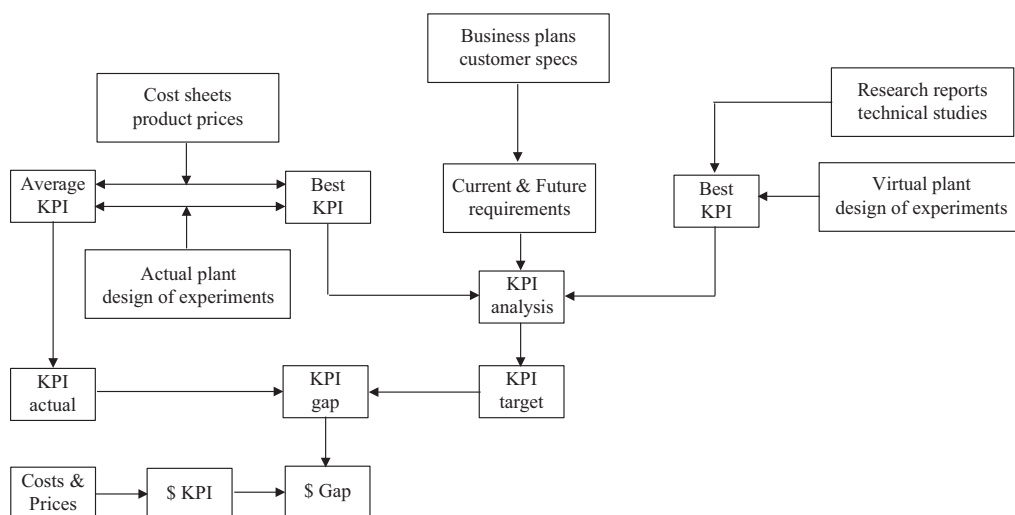 Business plans
customer specs
Cost sheets
product prices
Research reports
technical studies
Average
KPI
Best
KPI
Current & Future
requirements
Best
KPI
Virtual plant
design of experiments
Actual plant
design of experiments
KPI
analysis
KPI
actual
KPI
gap
KPI
target
Costs &
Prices
$ KPI
$ Gap